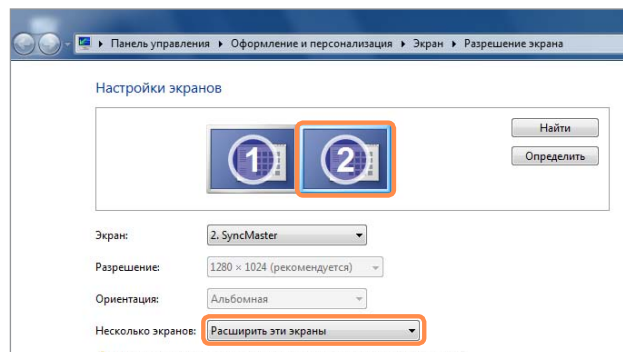 Панель управления ▸ Оформление и персонализация ▸ Экран ▸ Разрешение экрана
Настройки экранов
1 2
Найти
Определить
Экран: 2. SyncMaster
Разрешение: 1280 × 1024 (рекомендуется)
Ориентация: Альбомная
Несколько экранов: Расширить эти экраны